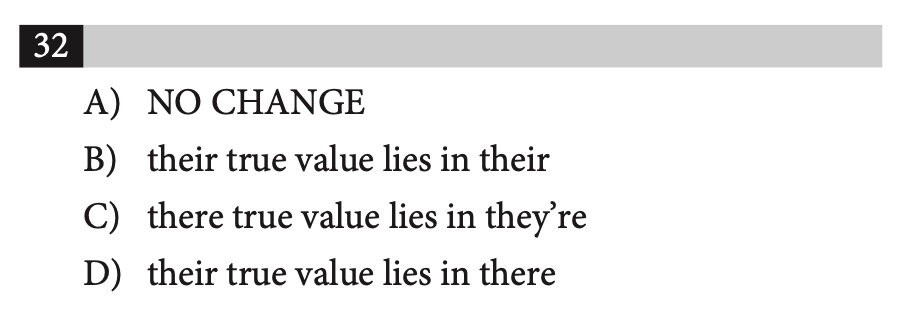 32
A) NO CHANGE
B) their true value lies in their
C) there true value lies in they’re
D) their true value lies in there